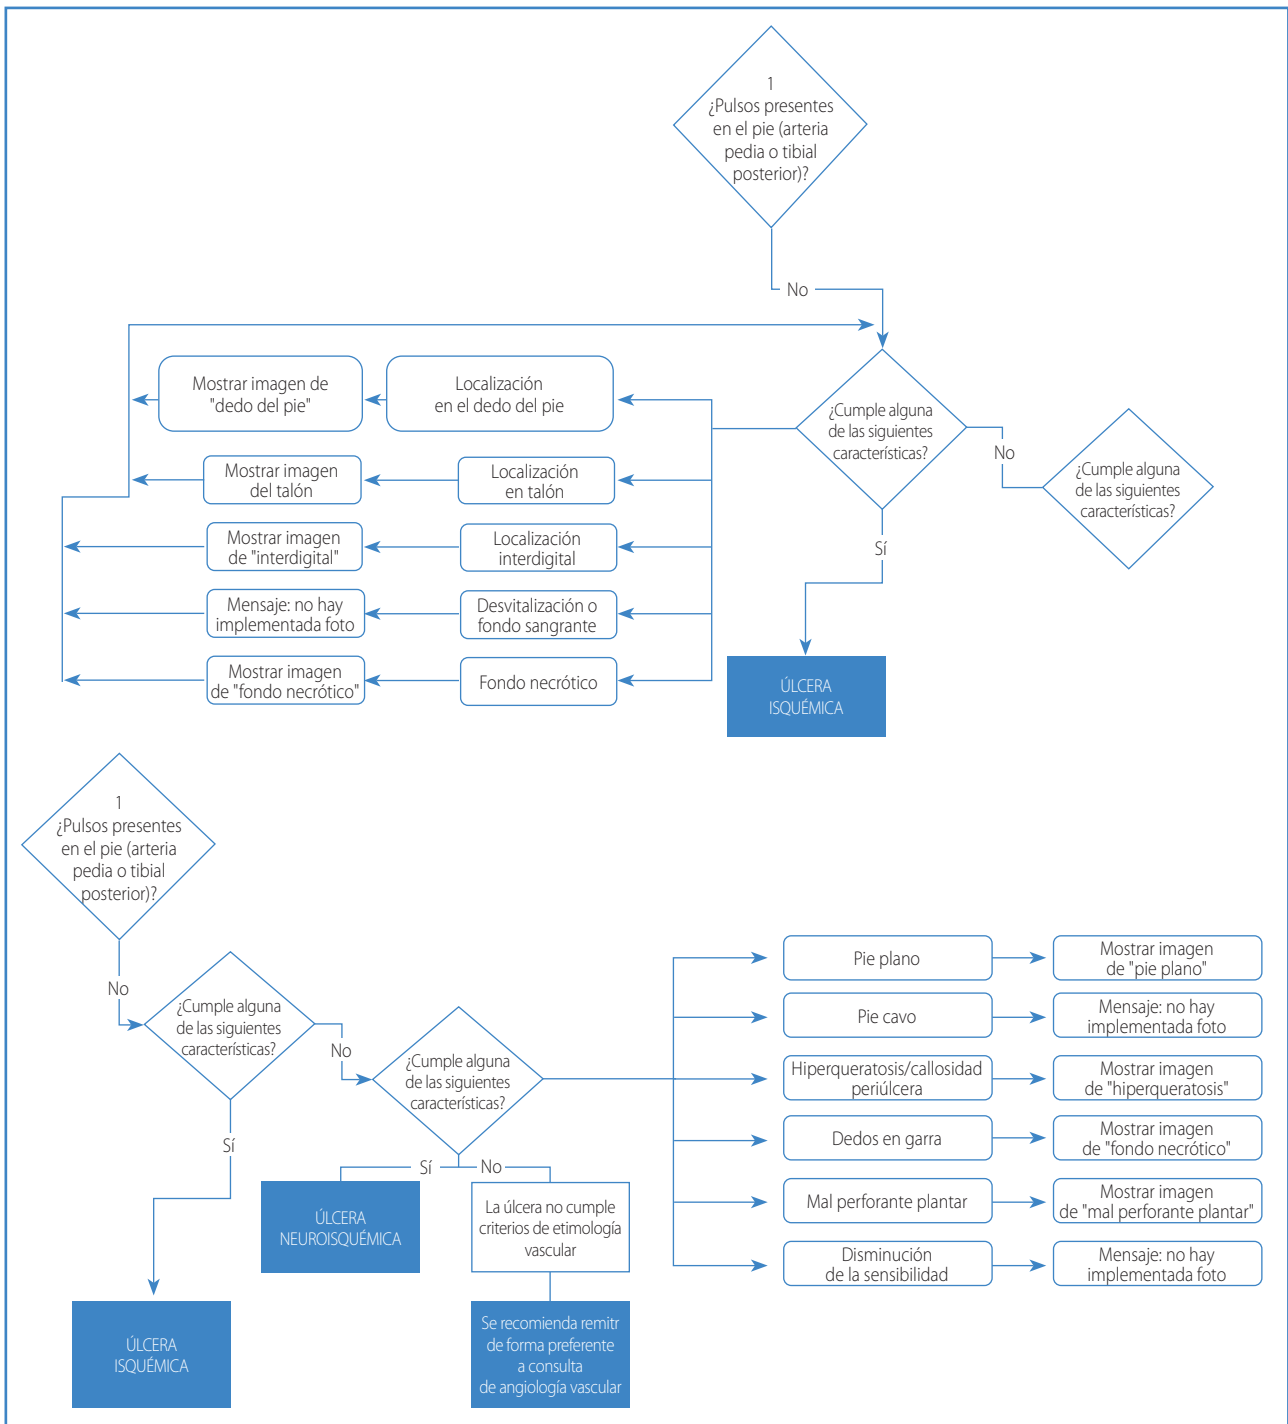 1
¿Pulsos presentes
en el pie (arteria
pedia o tibial
posterior)?
No
Mostrar imagen de
"dedo del pie"
Localización
en el dedo del pie
¿Cumple alguna
de las siguientes
características?
No
¿Cumple alguna
de las siguientes
características?
Mostrar imagen
del talón
Localización
en talón
Mostrar imagen
de "interdigital"
Localización
interdigital
Sí
Mensaje: no hay
implementada foto
Desvitalización o
fondo sangrante
Mostrar imagen
de "fondo necrótico"
Fondo necrótico
ÚLCERA
ISQUÉMICA
1
¿Pulsos presentes
en el pie (arteria
pedia o tibial
posterior)?
No
¿Cumple alguna
de las siguientes
características?
No
¿Cumple alguna
de las siguientes
características?
Sí
Sí
No
ÚLCERA
NEUROISQUÉMICA
La úlcera no cumple
criterios de etimología
vascular
ÚLCERA
ISQUÉMICA
Se recomienda remitr
de forma preferente
a consulta
de angiología vascular
Pie plano
Mostrar imagen
de "pie plano"
Pie cavo
Mensaje: no hay
implementada foto
Hiperqueratosis/callosidad
periúlcera
Mostrar imagen
de "hiperqueratosis"
Dedos en garra
Mostrar imagen
de "fondo necrótico"
Mal perforante plantar
Mostrar imagen
de "mal perforante plantar"
Disminución
de la sensibilidad
Mensaje: no hay
implementada foto